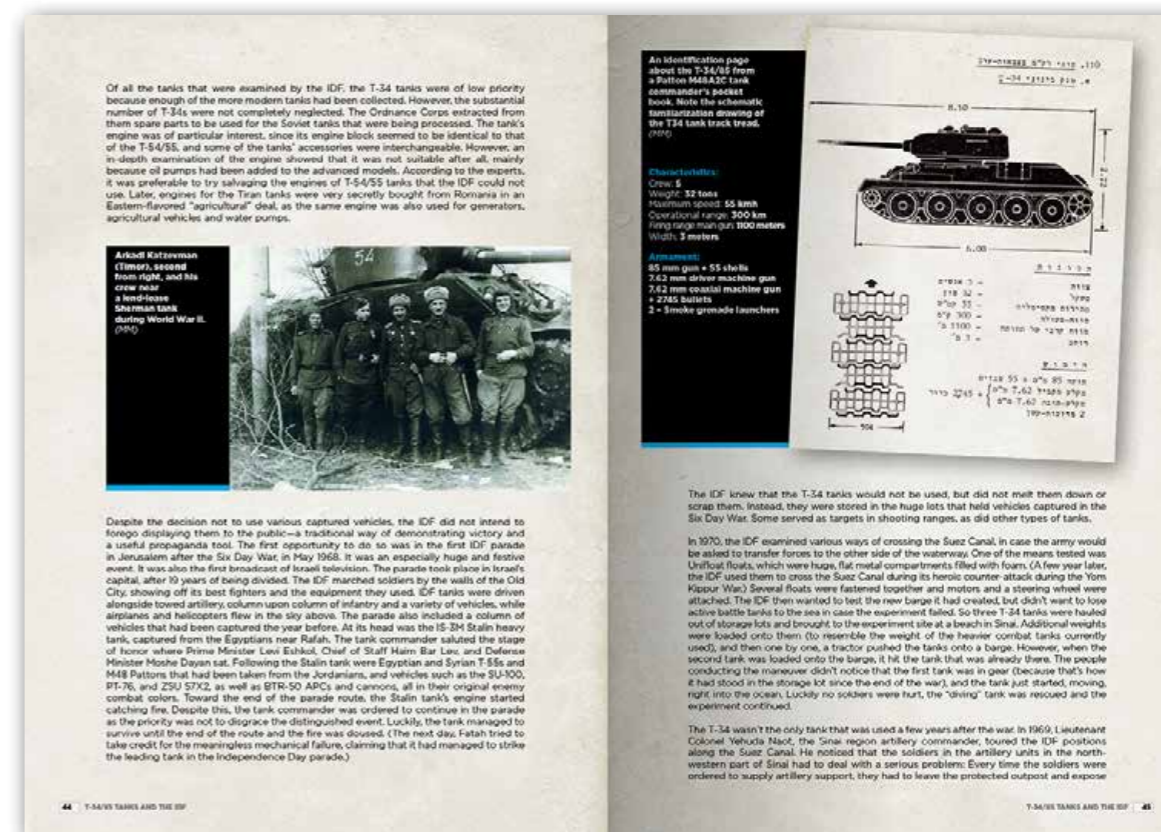 Of all the tanks that were examined by the IDF, the T-34 tanks were of low priority
because enough of the more modern tanks had been collected. However, the substantial
number of T-34s were not completely neglected. The Ordnance Corps extracted from
them spare parts to be used for the Soviet tanks that were being processed. The tank's
engine was of particular interest, since its engine block seemed to be identical to that
of the T-54/55, and some of the tanks' accessories were interchangeable. However, an
in-depth examination of the engine showed that it was not suitable after all, mainly
because oil pumps had been added to the advanced models. According to the experts,
it was preferable to try salvaging the engines of T-54/55 tanks that the IDF could not
use. Later, engines for the Tiran tanks were very secretly bought from Romania in an
Eastern-flavored "agricultural" deal, as the same engine was also used for generators,
agricultural vehicles and water pumps.
Arkadi Katzevman
(Timor), second
from right, and his
crew near
a lend-lease
Sherman tank
during World War II.
(MM)
54
Despite the decision not to use various captured vehicles, the IDF did not intend to
forego displaying them to the public—a traditional way of demonstrating victory and
a useful propaganda tool. The first opportunity to do so was in the first IDF parade
in Jerusalem after the Six Day War, in May 1968. It was an especially huge and festive
event. It was also the first broadcast of Israeli television. The parade took place in Israel's
capital, after 19 years of being divided. The IDF marched soldiers by the walls of the Old
City, showing off its best fighters and the equipment they used. IDF tanks were driven
alongside towed artillery, column upon column of infantry and a variety of vehicles, while
airplanes and helicopters flew in the sky above. The parade also included a column of
vehicles that had been captured the year before. At its head was the IS-3M Stalin heavy
tank, captured from the Egyptians near Rafah. The tank commander saluted the stage
of honor where Prime Minister Levi Eshkol, Chief of Staff Haim Bar Lev, and Defense
Minister Moshe Dayan sat. Following the Stalin tank were Egyptian and Syrian T-55s and
M48 Pattons that had been taken from the Jordanians, and vehicles such as the SU-100,
PT-76, and ZSU 57X2, as well as BTR-50 APCs and cannons, all in their original enemy
combat colors. Toward the end of the parade route, the Stalin tank's engine started
catching fire. Despite this, the tank commander was ordered to continue in the parade
as the priority was not to disgrace the distinguished event. Luckily, the tank managed to
survive until the end of the route and the fire was doused. (The next day, Fatah tried to
take credit for the meaningless mechanical failure, claiming that it had managed to strike
the leading tank in the Independence Day parade.)
44 T-34/85 TANKS AND THE IDF
An identification page
about the T-34/85 from
a Patton M48A2C tank
commander's pocket
book. Note the schematic
familiarization drawing of
the T34 tank track tread.
(MM)
Characteristics:
Crew: 5
Weight: 32 tons
Maximum speed: 55 kmh
Operational range: 300 km
Firing range main gun: 1100 meters
Width: 3 meters
Armament:
85 mm gun + 55 shells
7.62 mm driver machine gun
7.62 mm coaxial machine gun
+ 2745 bullets
2 - Smoke grenade launchers
110.
א. טנק בינוני T-34
8.10
2.72
6.00
תכונות
צוות - 5 אנשים
משקל - 32 טון
מהירות מקסימלית - 55 קמ"ש
טווח-פעולה - 300 ק"מ
- 1100 מ'
רוחב - 3 מ'
חימוש
תותח 85 מ"מ + 55 פגזים
מקלע מקביל 7.62 מ"מ
מקלע-תובה 7.62 מ"מ
+ 2745 כדור
2 מדוכות-עשן
504
The IDF knew that the T-34 tanks would not be used, but did not melt them down or
scrap them. Instead, they were stored in the huge lots that held vehicles captured in the
Six Day War. Some served as targets in shooting ranges, as did other types of tanks.
In 1970, the IDF examined various ways of crossing the Suez Canal, in case the army would
be asked to transfer forces to the other side of the waterway. One of the means tested was
Unifloat floats, which were huge, flat metal compartments filled with foam. (A few year later,
the IDF used them to cross the Suez Canal during its heroic counter-attack during the Yom
Kippur War.) Several floats were fastened together and motors and a steering wheel were
attached. The IDF then wanted to test the new barge it had created, but didn't want to lose
active battle tanks to the sea in case the experiment failed. So three T-34 tanks were hauled
out of storage lots and brought to the experiment site at a beach in Sinai. Additional weights
were loaded onto them (to resemble the weight of the heavier combat tanks currently
used), and then one by one, a tractor pushed the tanks onto a barge. However, when the
second tank was loaded onto the barge, it hit the tank that was already there. The people
conducting the maneuver didn't notice that the first tank was in gear (because that's how
it had stood in the storage lot since the end of the war), and the tank just started, moving,
right into the ocean. Luckily no soldiers were hurt, the "diving" tank was rescued and the
experiment continued.
The T-34 wasn't the only tank that was used a few years after the war. In 1969, Lieutenant
Colonel Yehuda Naot, the Sinai region artillery commander, toured the IDF positions
along the Suez Canal. He noticed that the soldiers in the artillery units in the north-
western part of Sinai had to deal with a serious problem: Every time the soldiers were
ordered to supply artillery support, they had to leave the protected outpost and expose
T-34/85 TANKS AND THE IDF 45